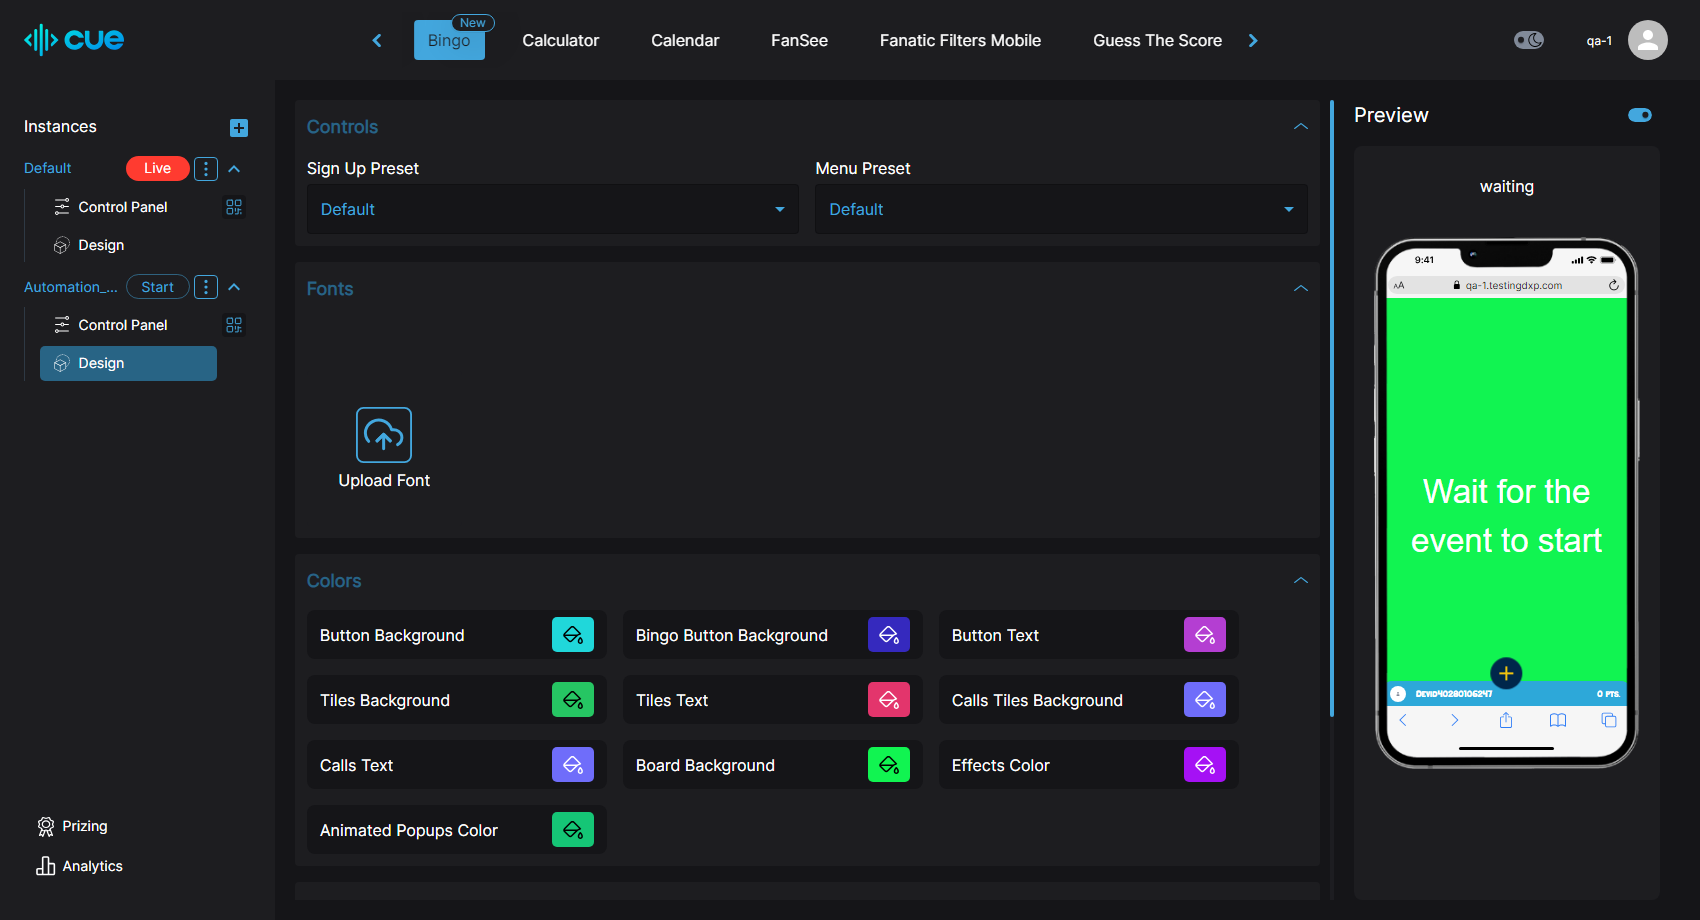 cue
Bingo
New
Calculator
Calendar
FanSee
Fanatic Filters Mobile
Guess The Score
qa-1
Instances
Default
Live
Control Panel
Design
Automation_...
Start
Control Panel
Design
Prizing
Analytics
Controls
Sign Up Preset
Menu Preset
Default
Default
Fonts
Upload Font
Colors
Button Background
Bingo Button Background
Button Text
Tiles Background
Tiles Text
Calls Tiles Background
Calls Text
Board Background
Effects Color
Animated Popups Color
Preview
waiting
9:41
AA
qa-1.testingdxp.com
Wait for the
event to start
DEVID40280106247
0 PTS.